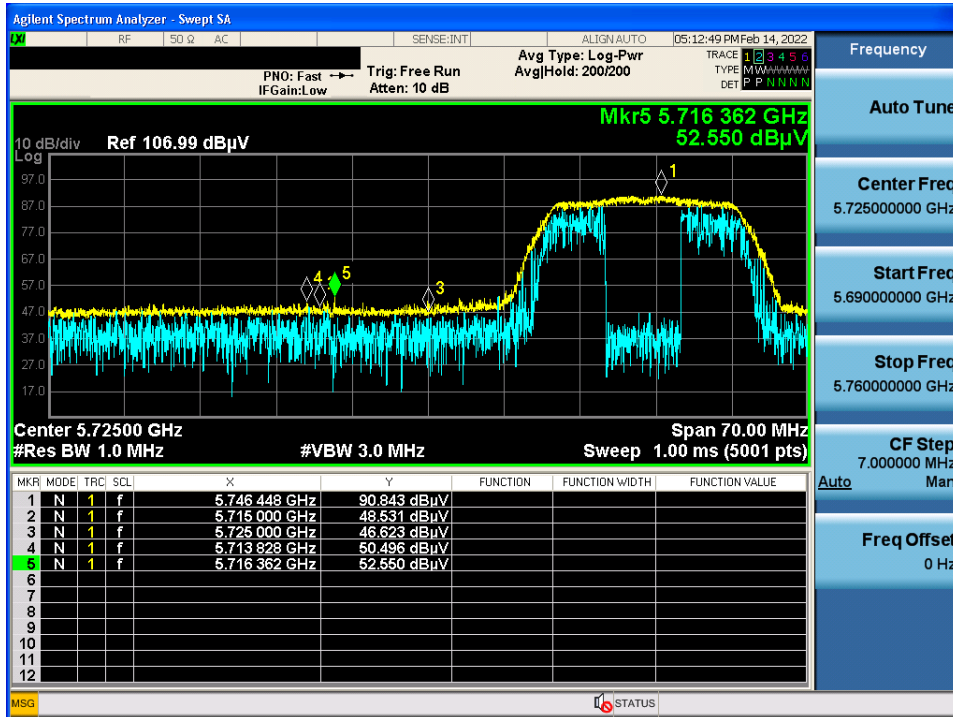 Agilent Spectrum Analyzer - Swept SA
LXI RF 50 Ω AC SENSE:INT ALIGN AUTO 05:12:49 PM Feb 14, 2022
PNO: Fast Trig: Free Run Avg Type: Log-Pwr TRACE 1 2 3 4 5 6
IFGain:Low Atten: 10 dB Avg|Hold: 200/200 TYPE M W W W W W
DET P P N N N N
Mkr5 5.716 362 GHz
52.550 dBµV
10 dB/div Ref 106.99 dBµV
Log
97.0
87.0
77.0
67.0
57.0
47.0
37.0
27.0
17.0
1
4
5
3
Center 5.72500 GHz Span 70.00 MHz
#Res BW 1.0 MHz #VBW 3.0 MHz Sweep 1.00 ms (5001 pts)
MKR MODE TRC SCL X Y FUNCTION FUNCTION WIDTH FUNCTION VALUE
1 N 1 f 5.746 448 GHz 90.843 dBµV
2 N 1 f 5.715 000 GHz 48.531 dBµV
3 N 1 f 5.725 000 GHz 46.623 dBµV
4 N 1 f 5.713 828 GHz 50.496 dBµV
5 N 1 f 5.716 362 GHz 52.550 dBµV
6
7
8
9
10
11
12
MSG STATUS
Frequency
Auto Tune
Center Freq
5.725000000 GHz
Start Freq
5.690000000 GHz
Stop Freq
5.760000000 GHz
CF Step
7.000000 MHz
Auto Man
Freq Offset
0 Hz